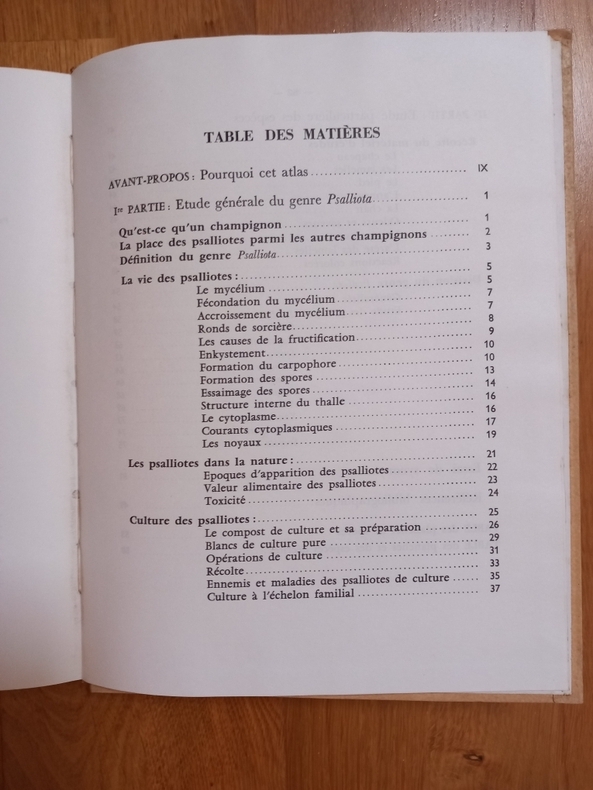 TABLE DES MATIÈRES
AVANT-PROPOS : Pourquoi cet atlas ........ IX
Ire PARTIE : Etude générale du genre Psalliota ........ 1
Qu'est-ce qu'un champignon ........ 1
La place des psalliotes parmi les autres champignons ........ 2
Définition du genre Psalliota ........ 3
La vie des psalliotes : ........ 5
Le mycélium ........ 5
Fécondation du mycélium ........ 7
Accroissement du mycélium ........ 7
Ronds de sorcière ........ 8
Les causes de la fructification ........ 9
Enkystement ........ 10
Formation du carpophore ........ 10
Formation des spores ........ 13
Essaimage des spores ........ 14
Structure interne du thalle ........ 16
Le cytoplasme ........ 16
Courants cytoplasmiques ........ 17
Les noyaux ........ 19
Les psalliotes dans la nature : ........ 21
Epoques d'apparition des psalliotes ........ 22
Valeur alimentaire des psalliotes ........ 23
Toxicité ........ 24
Culture des psalliotes : ........ 25
Le compost de culture et sa préparation ........ 26
Blancs de culture pure ........ 29
Opérations de culture ........ 31
Récolte ........ 33
Ennemis et maladies des psalliotes de culture ...... 35
Culture à l'échelon familial ........ 37